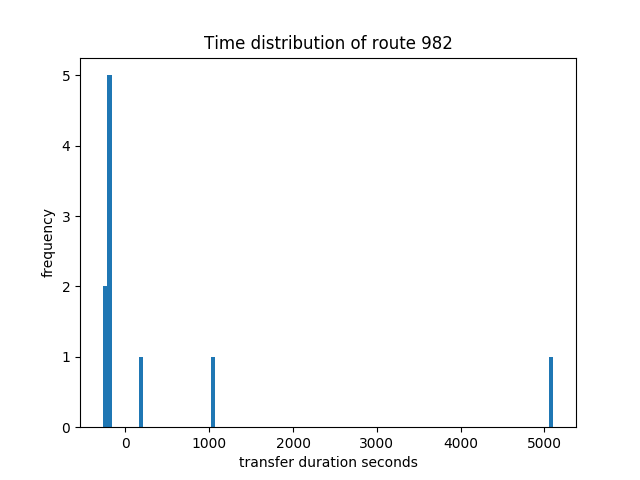 Time distribution of route 982
5
4
3
2
1
0
frequency
0 1000 2000 3000 4000 5000
transfer duration seconds